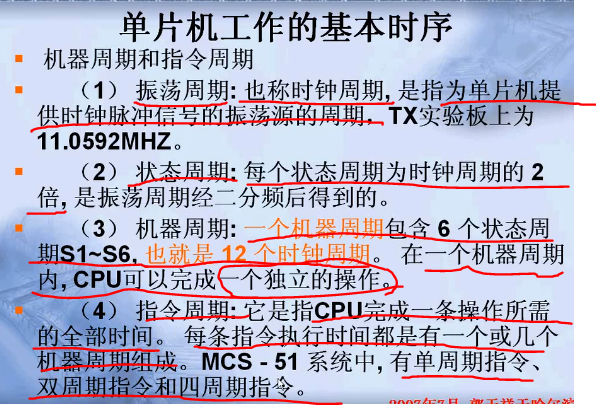 单片机工作的基本时序
机器周期和指令周期
（1） 振荡周期: 也称时钟周期, 是指为单片机提
供时钟脉冲信号的振荡源的周期，TX实验板上为
11.0592MHZ。
（2） 状态周期: 每个状态周期为时钟周期的 2
倍, 是振荡周期经二分频后得到的。
（3） 机器周期: 一个机器周期包含 6 个状态周
期S1~S6, 也就是 12 个时钟周期。 在一个机器周期
内, CPU可以完成一个独立的操作。
（4） 指令周期: 它是指CPU完成一条操作所需
的全部时间。 每条指令执行时间都是有一个或几个
机器周期组成。MCS - 51 系统中, 有单周期指令、
双周期指令和四周期指令。
2007年7月